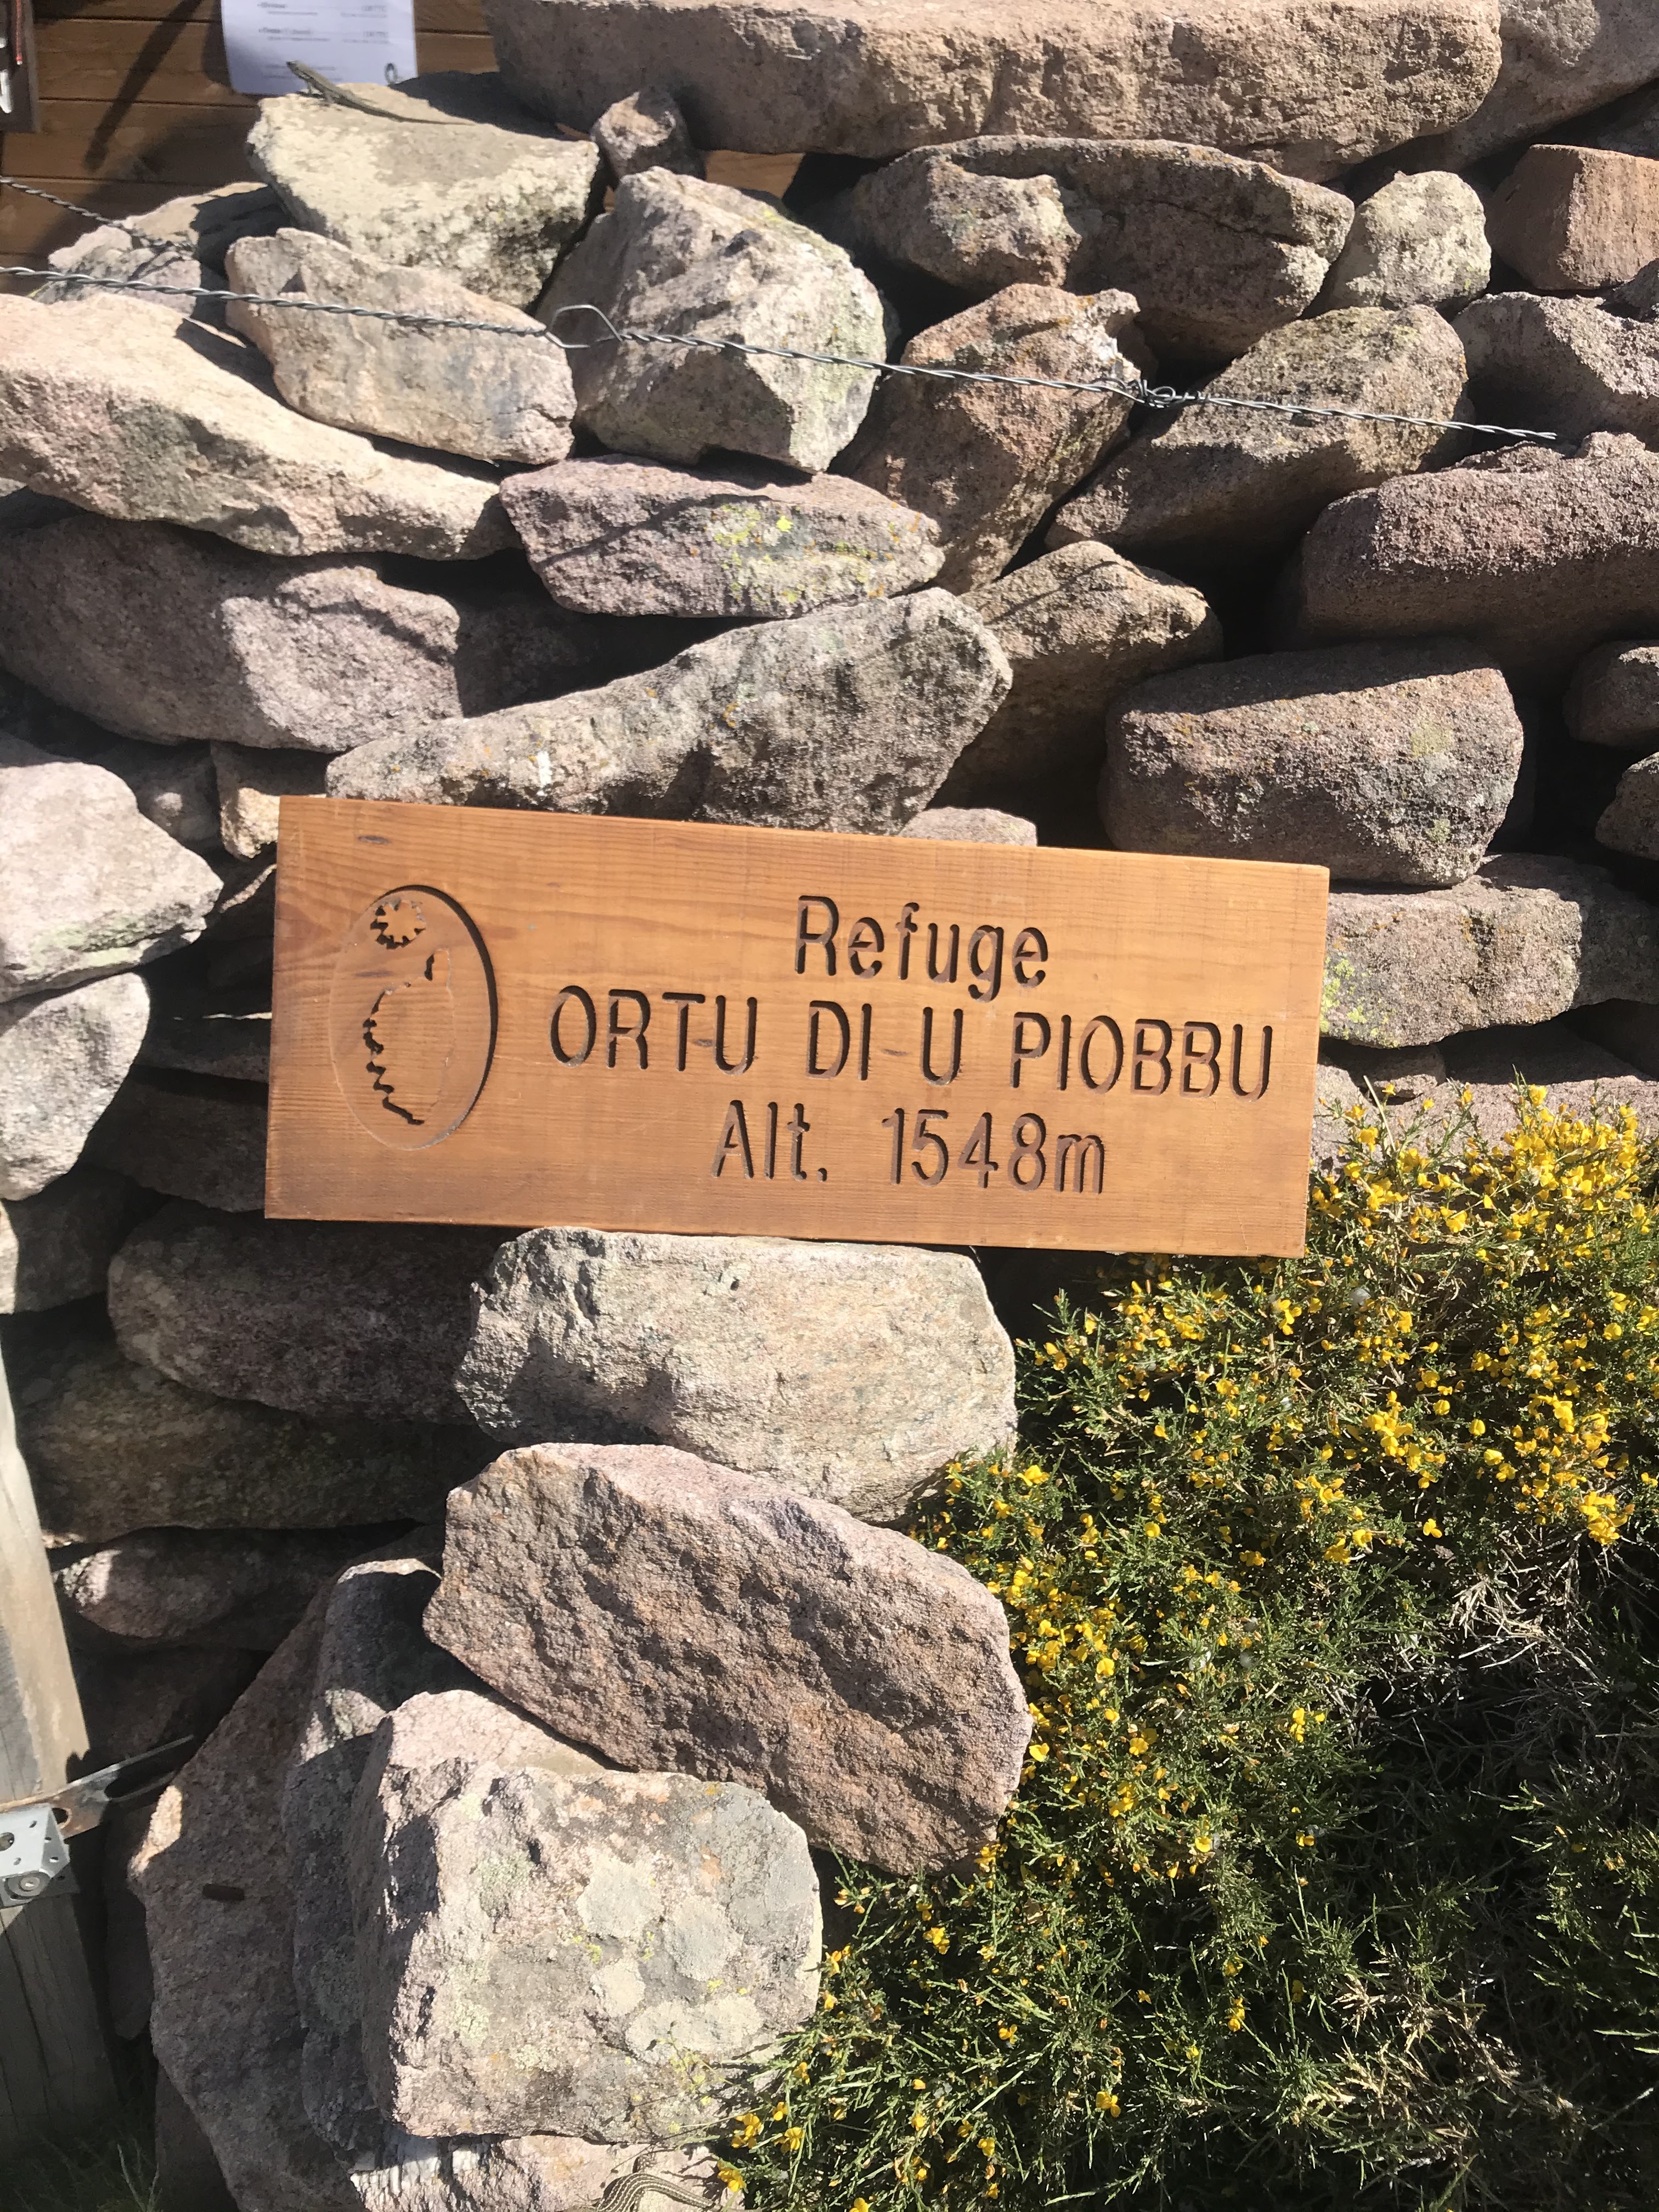 Refuge
ORTU DI U PIOBBU
Alt. 1548m